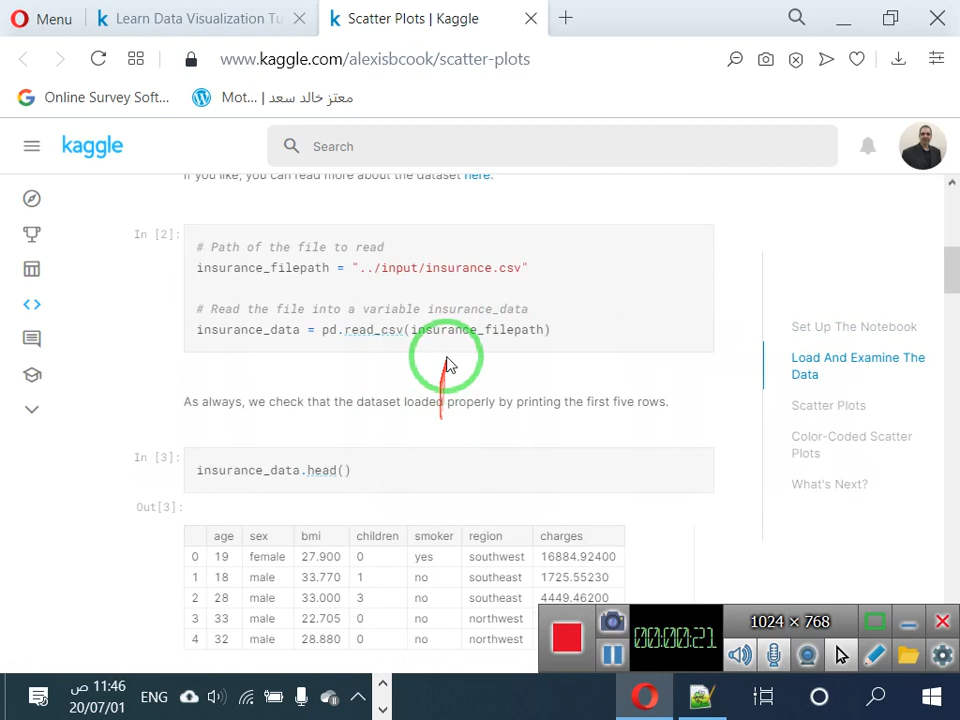 Menu
Learn Data Visualization Tu
Scatter Plots | Kaggle
www.kaggle.com/alexisbcook/scatter-plots
Online Survey Soft...
Mot... | معتز خالد سعد
kaggle
Search
If you like, you can read more about the dataset here.
In [2]:
# Path of the file to read
insurance_filepath = "../input/insurance.csv"
# Read the file into a variable insurance_data
insurance_data = pd.read_csv(insurance_filepath)
As always, we check that the dataset loaded properly by printing the first five rows.
In [3]:
insurance_data.head()
Out[3]:
age sex bmi children smoker region charges
0 19 female 27.900 0 yes southwest 16884.92400
1 18 male 33.770 1 no southeast 1725.55230
2 28 male 33.000 3 no southeast 4449.46200
3 33 male 22.705 0 no northwest
4 32 male 28.880 0 no northwest
Set Up The Notebook
Load And Examine The
Data
Scatter Plots
Color-Coded Scatter
Plots
What's Next?
00:00:21
1024 × 768
11:46 ص
20/07/01
ENG